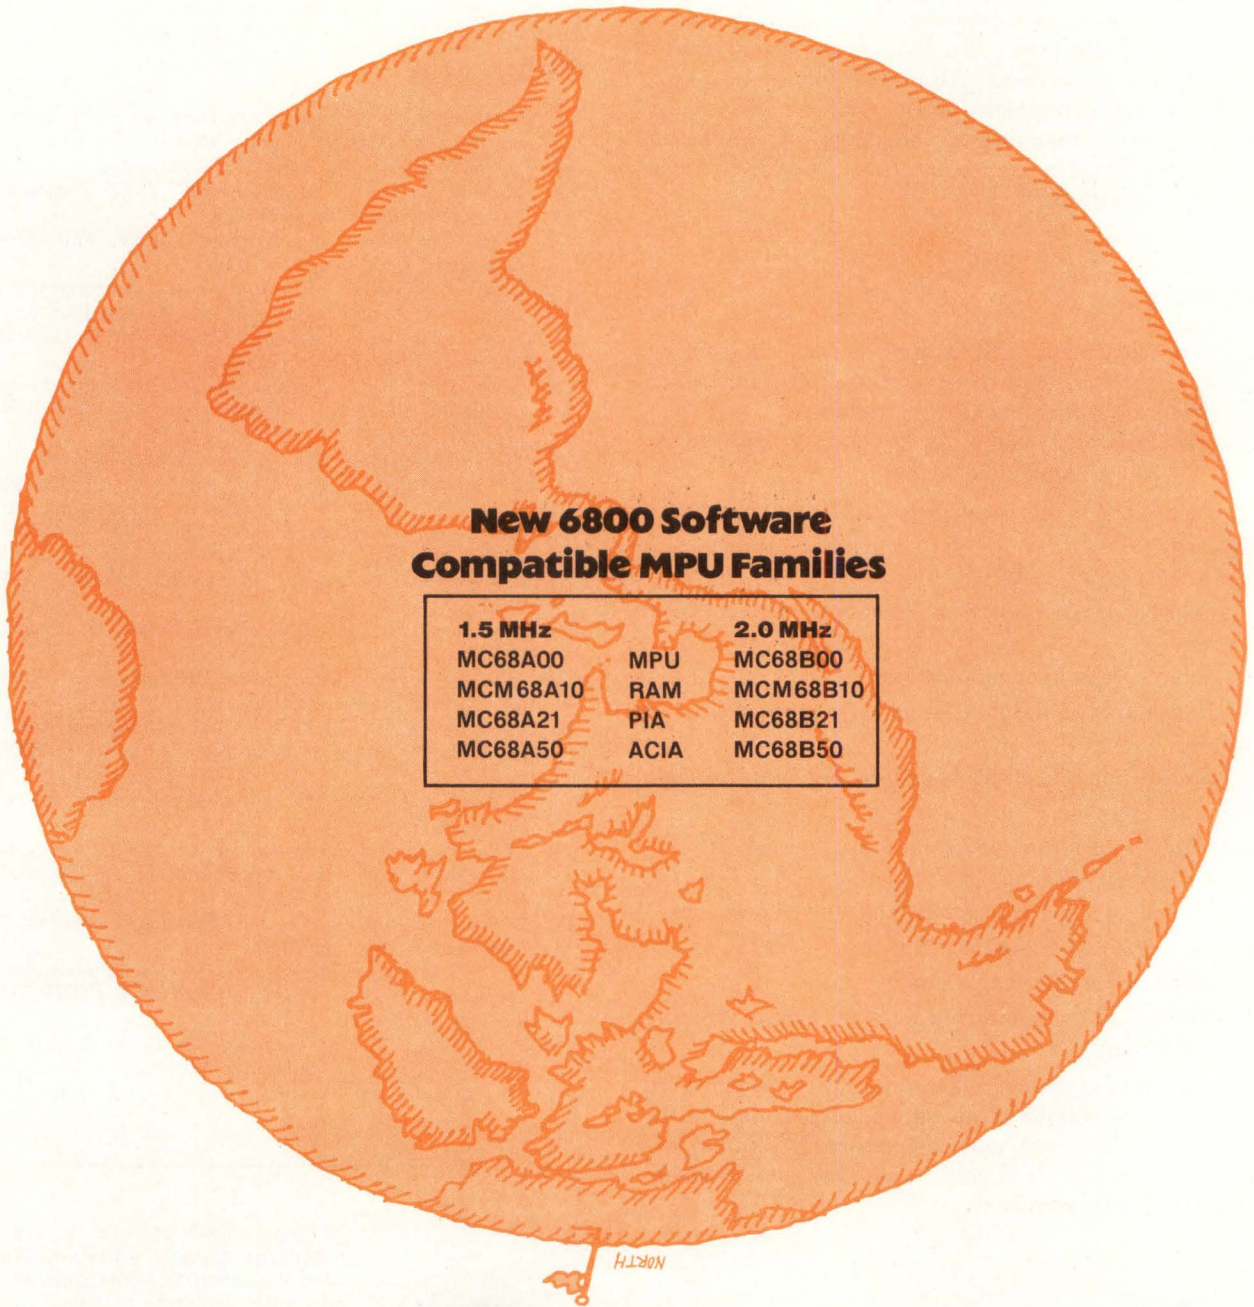 New 6800 Software
Compatible MPU Families
1.5 MHz 2.0 MHz
MC68A00 MPU MC68B00
MCM68A10 RAM MCM68B10
MC68A21 PIA MC68B21
MC68A50 ACIA MC68B50
NORTH